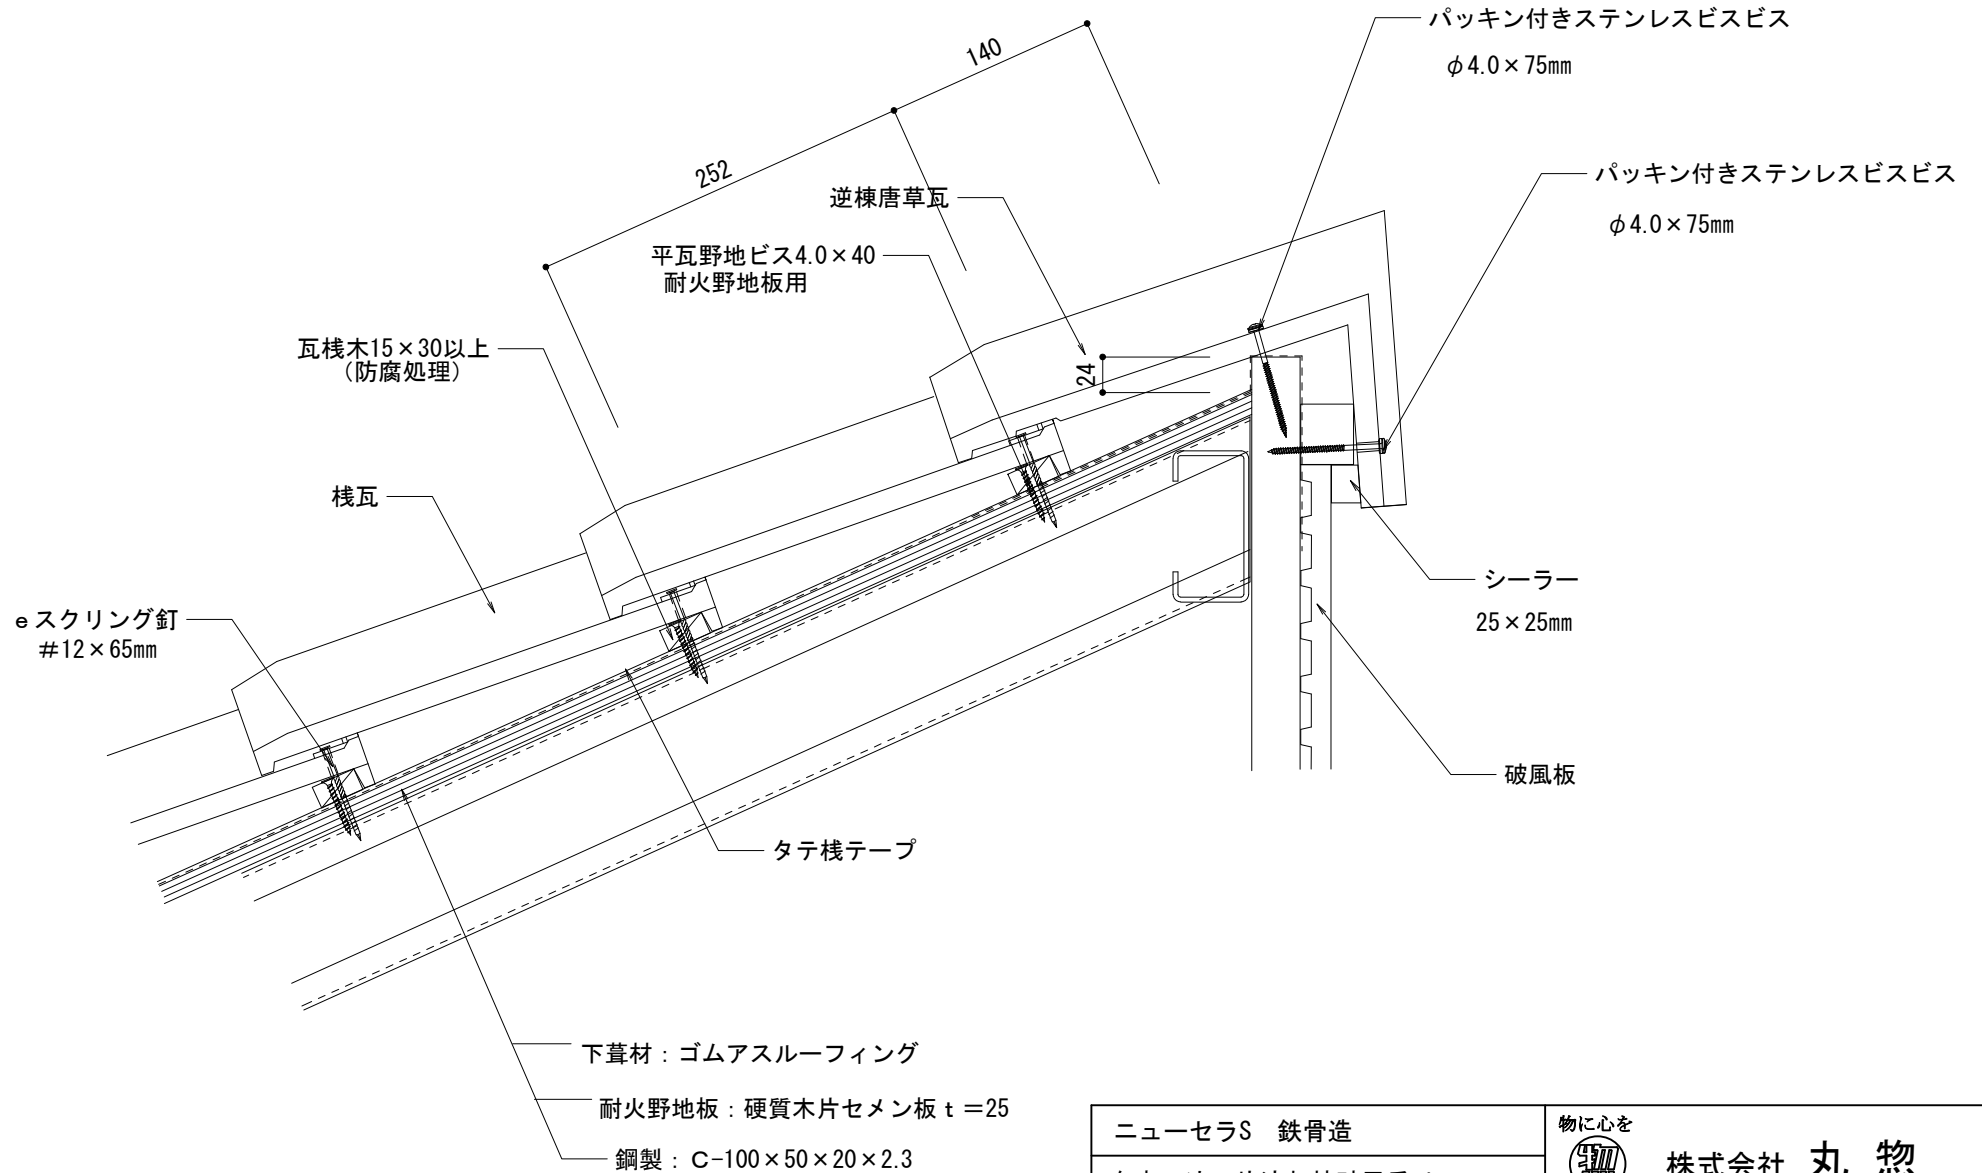 パッキン付きステンレスビスビス
φ4.0×75mm
140
252
パッキン付きステンレスビスビス
φ4.0×75mm
逆棟唐草瓦
平瓦野地ビス4.0×40
耐火野地板用
瓦桟木15×30以上
（防腐処理）
24
桟瓦
シーラー
25×25mm
eスクリング釘
#12×65mm
破風板
タテ桟テープ
下葺材：ゴムアスルーフィング
耐火野地板：硬質木片セメン板ｔ＝25
鋼製：C-100×50×20×2.3
ニューセラS　鉄骨造
物に心を
株式会社 丸 惣